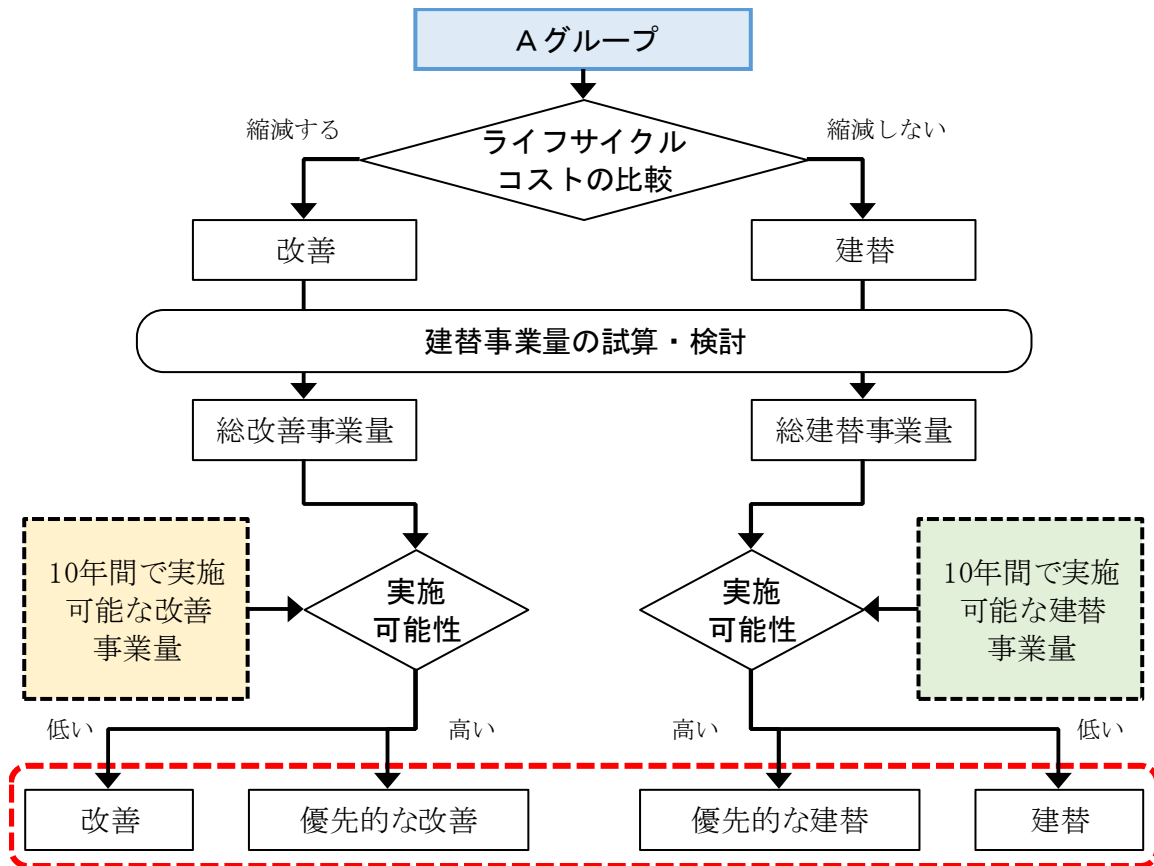 Aグループ
縮減する
縮減しない
ライフサイクル
コストの比較
改善
建替
建替事業量の試算・検討
総改善事業量
総建替事業量
10年間で実施
可能な改善
事業量
実施
可能性
実施
可能性
10年間で実施
可能な建替
事業量
低い
高い
高い
低い
改善
優先的な改善
優先的な建替
建替